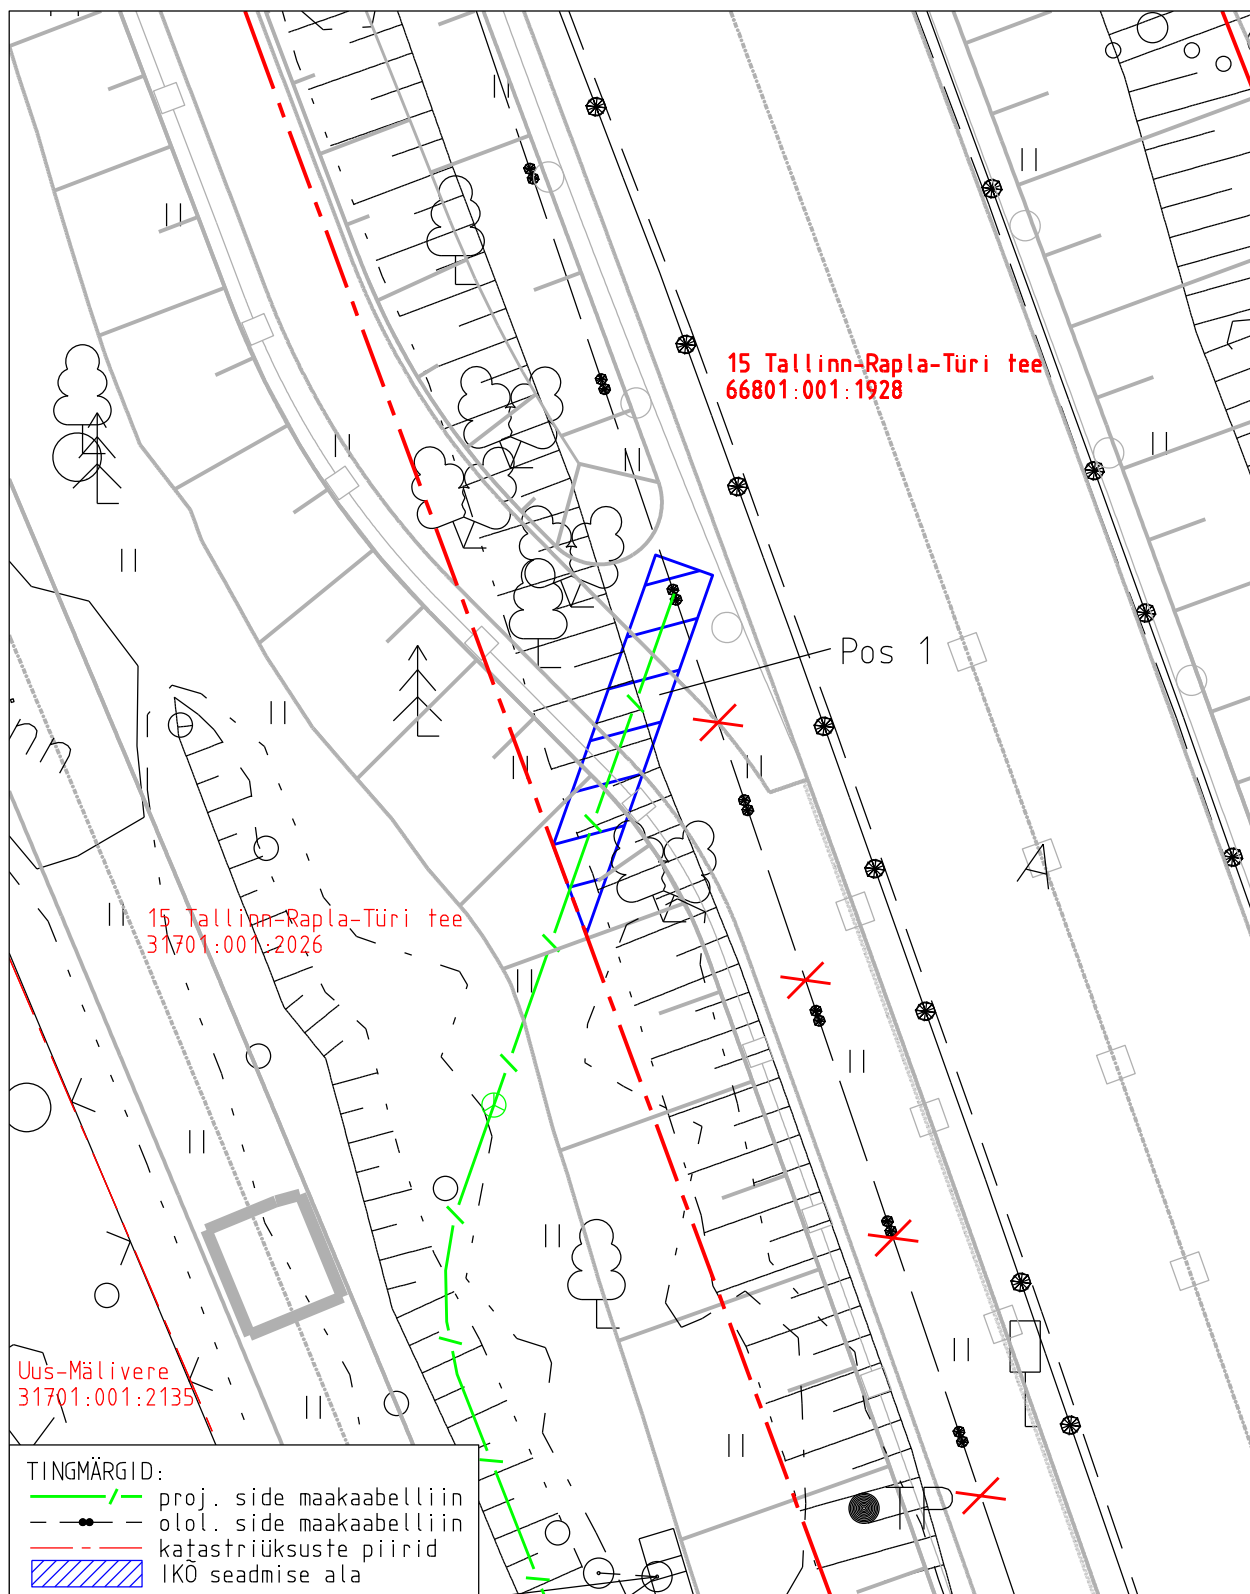 15 Tallinn-Rapla-Türi tee
66801:001:1928
Pos 1
A
15 Tallinn-Rapla-Türi tee
31701:001:2026
Uus-Mälivere
31701:001:2135
TP
TINGMÄRGID:
proj. side maakaabelliin
olol. side maakaabelliin
katastriüksuste piirid
IKÕ seadmise ala